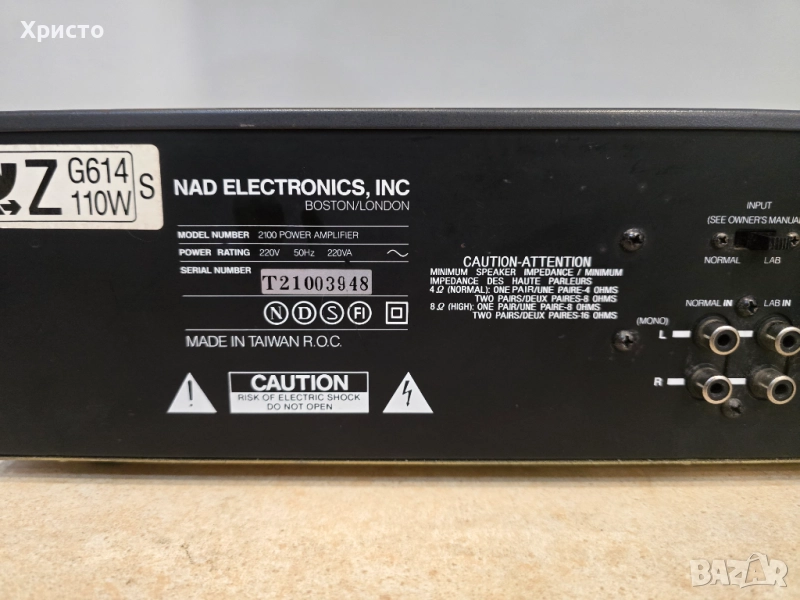 Христо
Z G614 110W S
NAD ELECTRONICS, INC
BOSTON/LONDON
MODEL NUMBER 2100 POWER AMPLIFIER
POWER RATING 220V 50Hz 220VA
SERIAL NUMBER T21003948
N D S FI
MADE IN TAIWAN R.O.C.
CAUTION
RISK OF ELECTRIC SHOCK
DO NOT OPEN
CAUTION-ATTENTION
MINIMUM SPEAKER IMPEDANCE / MINIMUM
IMPEDANCE DES HAUTE PARLEURS
4 Ω (NORMAL): ONE PAIR/UNE PAIRE-4 OHMS
TWO PAIRS/DEUX PAIRES-8 OHMS
8 Ω (HIGH): ONE PAIR/UNE PAIRE-8 OHMS
TWO PAIRS/DEUX PAIRES-16 OHMS
INPUT
(SEE OWNER'S MANUAL
NORMAL LAB
NORMAL IN LAB IN
(MONO)
L
R
BAZAR